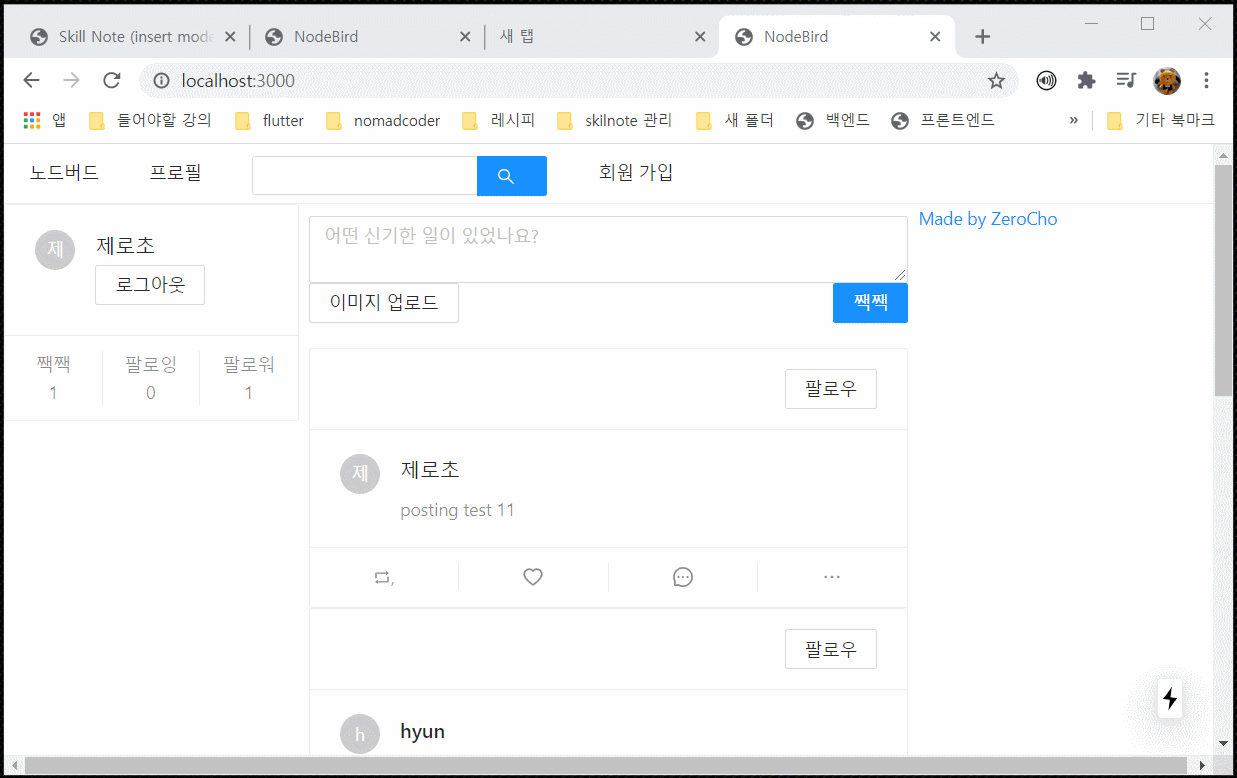 Skill Note (insert mode
NodeBird
새 탭
NodeBird
localhost:3000
앱 들어야할 강의 flutter nomadcoder 레시피 skilnote 관리 새 폴더 백엔드 프론트엔드 » 기타 북마크
노드버드 프로필 회원 가입
제 제로초
로그아웃
짹짹 팔로잉 팔로워
1 0 1
어떤 신기한 일이 있었나요?
이미지 업로드 짹짹
Made by ZeroCho
팔로우
제 제로초
posting test 11
,
팔로우
h hyun